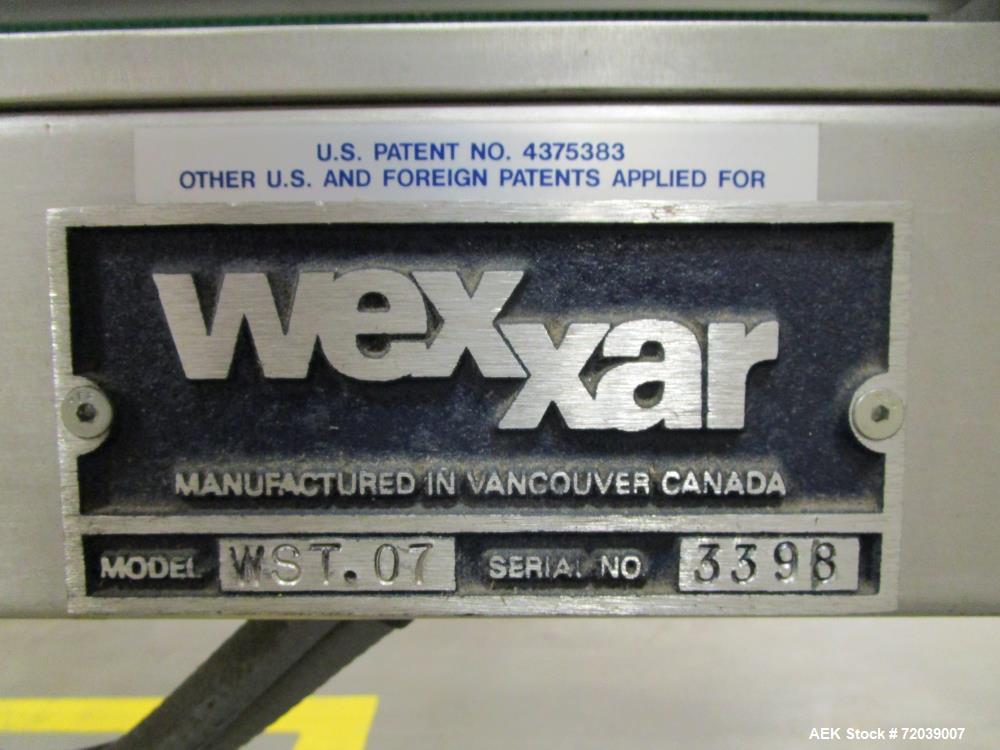 U.S. PATENT NO. 4375383
OTHER U.S. AND FOREIGN PATENTS APPLIED FOR
wexxar
MANUFACTURED IN VANCOUVER CANADA
MODEL WST.07 SERIAL NO 3398
AEK Stock # 72039007